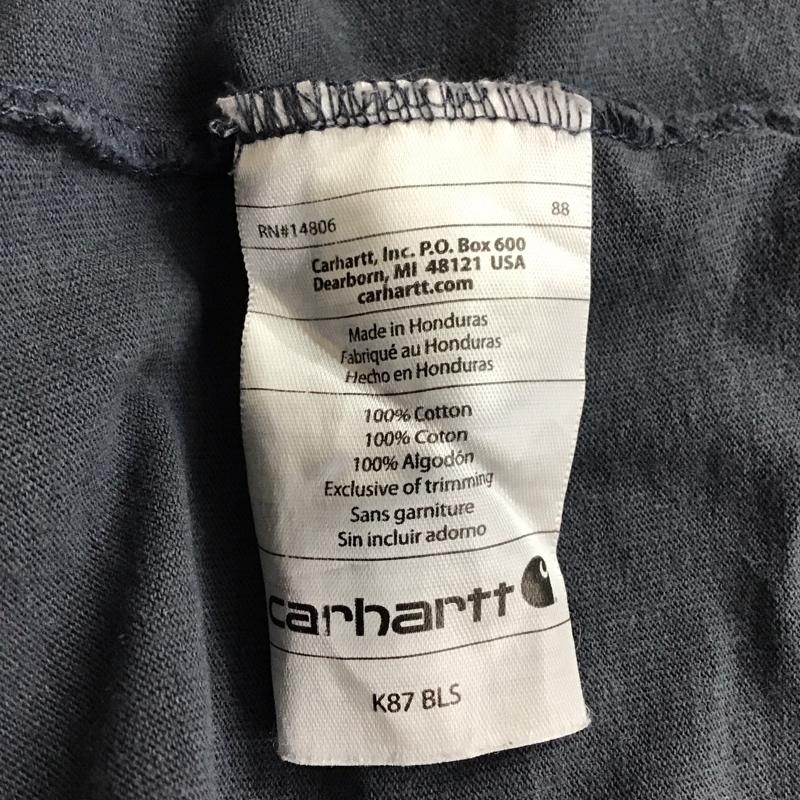 RN#14806 88
Carhartt, Inc. P.O. Box 600
Dearborn, MI 48121 USA
carhartt.com
Made in Honduras
Fabriqué au Honduras
Hecho en Honduras
100% Cotton
100% Coton
100% Algodón
Exclusive of trimming
Sans garniture
Sin incluir adorno
carhartt
K87 BLS